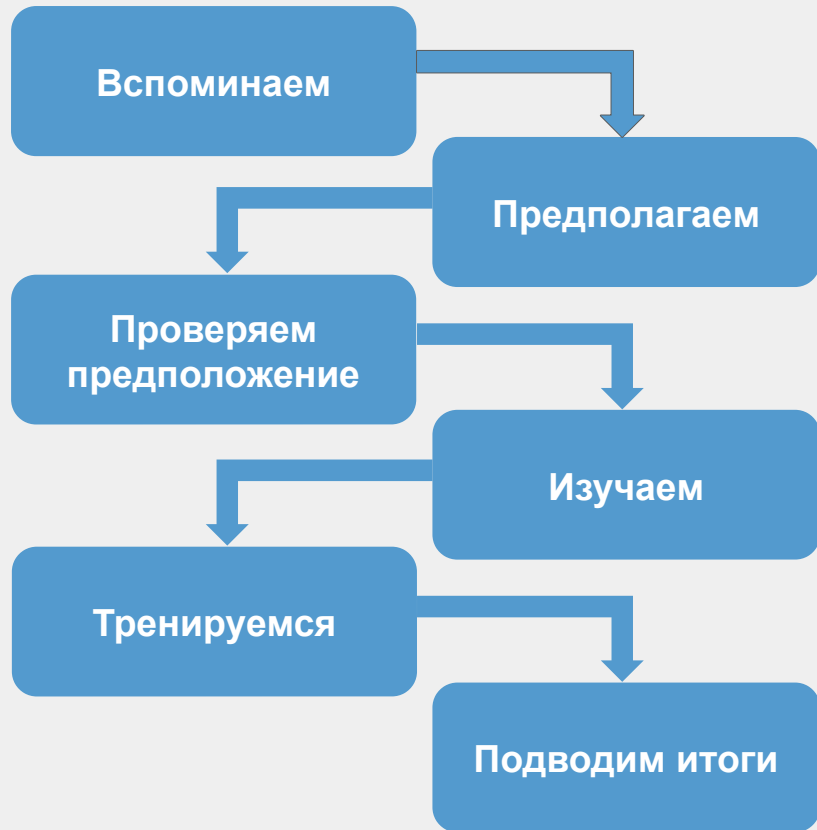 Вспоминаем
Предполагаем
Проверяем
предположение
Изучаем
Тренируемся
Подводим итоги